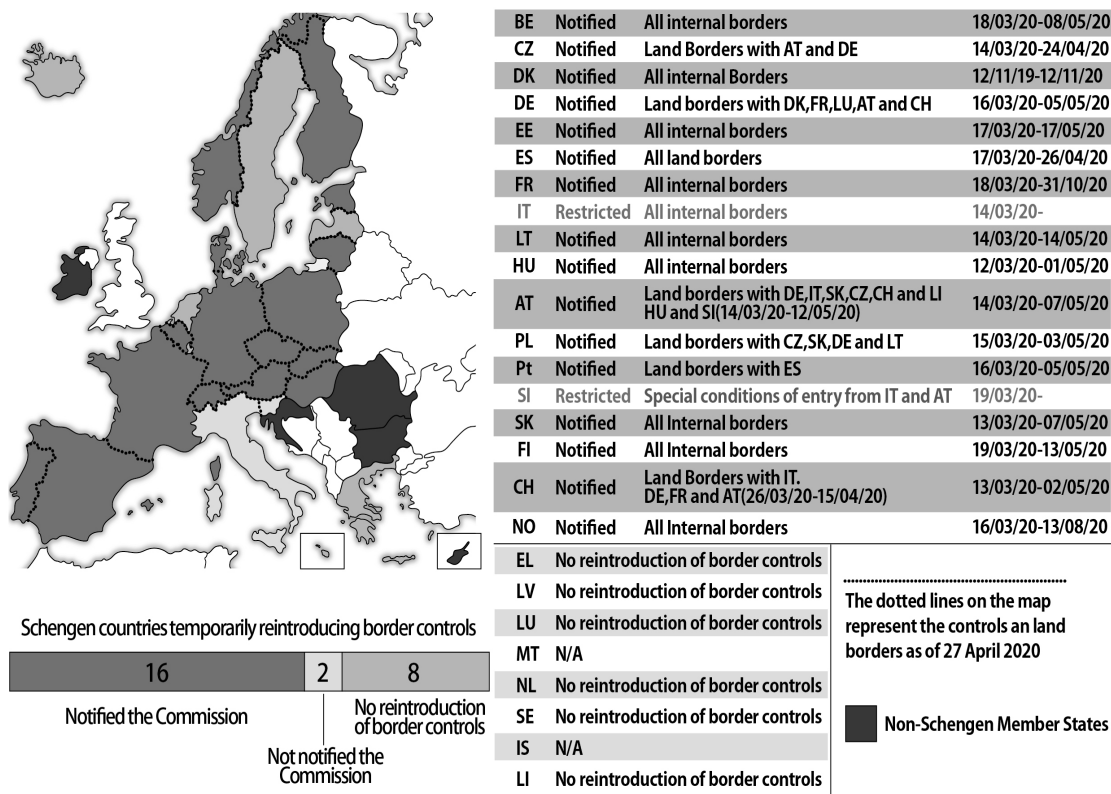 BE Notified All internal borders 18/03/20-08/05/20
CZ Notified Land Borders with AT and DE 14/03/20-24/04/20
DK Notified All internal Borders 12/11/19-12/11/20
DE Notified Land borders with DK,FR,LU,AT and CH 16/03/20-05/05/20
EE Notified All internal borders 17/03/20-17/05/20
ES Notified All land borders 17/03/20-26/04/20
FR Notified All internal borders 18/03/20-31/10/20
IT Restricted All internal borders 14/03/20-
LT Notified All internal borders 14/03/20-14/05/20
HU Notified All internal borders 12/03/20-01/05/20
AT Notified Land borders with DE,IT,SK,CZ,CH and LI 14/03/20-07/05/20
HU and SI(14/03/20-12/05/20)
PL Notified Land borders with CZ,SK,DE and LT 15/03/20-03/05/20
Pt Notified Land borders with ES 16/03/20-05/05/20
SI Restricted Special conditions of entry from IT and AT 19/03/20-
SK Notified All Internal borders 13/03/20-07/05/20
FI Notified All Internal borders 19/03/20-13/05/20
CH Notified Land Borders with IT. 13/03/20-02/05/20
DE,FR and AT(26/03/20-15/04/20)
NO Notified All Internal borders 16/03/20-13/08/20
EL No reintroduction of border controls
LV No reintroduction of border controls
LU No reintroduction of border controls
MT N/A
NL No reintroduction of border controls
SE No reintroduction of border controls
IS N/A
LI No reintroduction of border controls
The dotted lines on the map
represent the controls an land
borders as of 27 April 2020
Non-Schengen Member States
Schengen countries temporarily reintroducing border controls
16 2 8
Notified the Commission
Not notified the
Commission
No reintroduction
of border controls